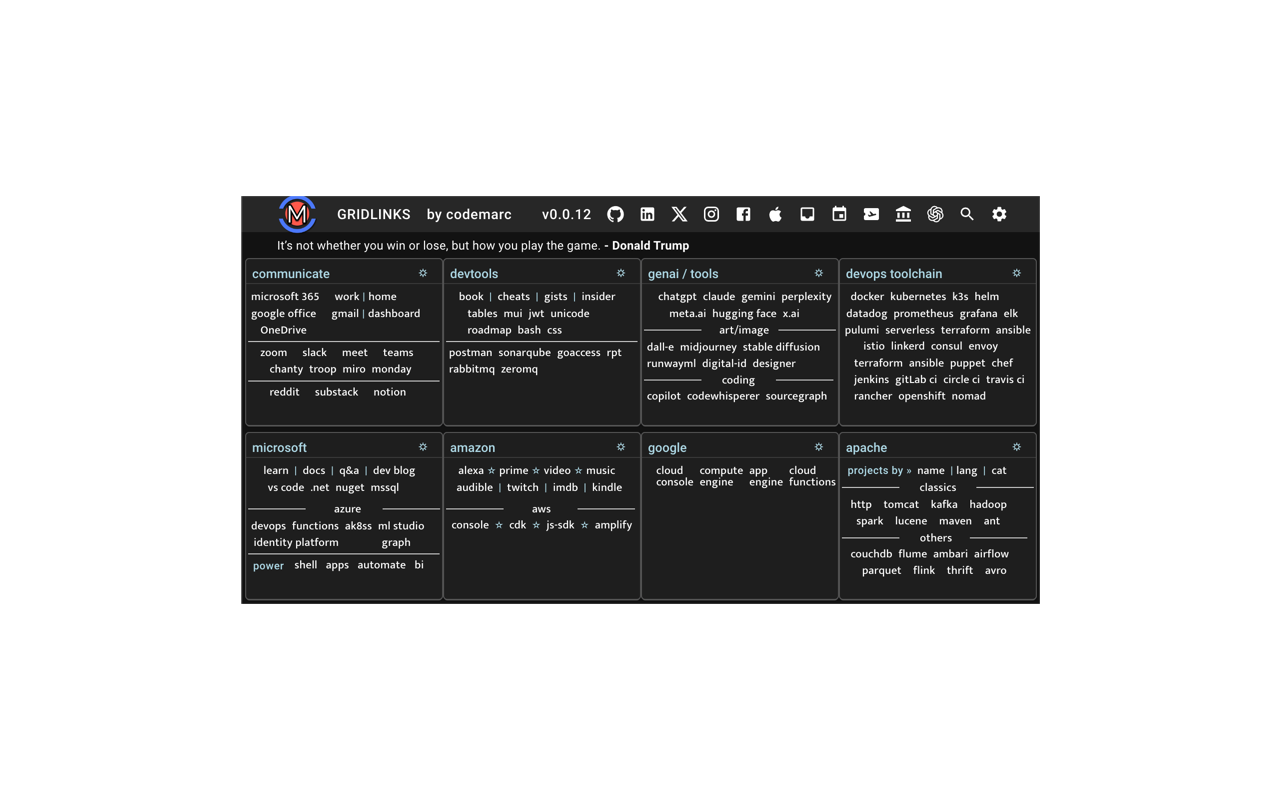 M GRIDLINKS by codemarc v0.0.12
It's not whether you win or lose, but how you play the game. - Donald Trump
communicate
microsoft 365 work | home
google office gmail | dashboard
OneDrive
zoom slack meet teams
chanty troop miro monday
reddit substack notion
devtools
book | cheats | gists | insider
tables mui jwt unicode
roadmap bash css
postman sonarqube goaccess rpt
rabbitmq zeromq
genai / tools
chatgpt claude gemini perplexity
meta.ai hugging face x.ai
art/image
dall-e midjourney stable diffusion
runwayml digital-id designer
coding
copilot codewhisperer sourcegraph
devops toolchain
docker kubernetes k3s helm
datadog prometheus grafana elk
pulumi serverless terraform ansible
istio linkerd consul envoy
terraform ansible puppet chef
jenkins gitLab ci circle ci travis ci
rancher openshift nomad
microsoft
learn | docs | q&a | dev blog
vs code .net nuget mssql
azure
devops functions ak8ss ml studio
identity platform graph
power shell apps automate bi
amazon
alexa ☆ prime ☆ video ☆ music
audible | twitch | imdb | kindle
aws
console ☆ cdk ☆ js-sdk ☆ amplify
google
cloud compute app cloud
console engine engine functions
apache
projects by » name | lang | cat
classics
http tomcat kafka hadoop
spark lucene maven ant
others
couchdb flume ambari airflow
parquet flink thrift avro